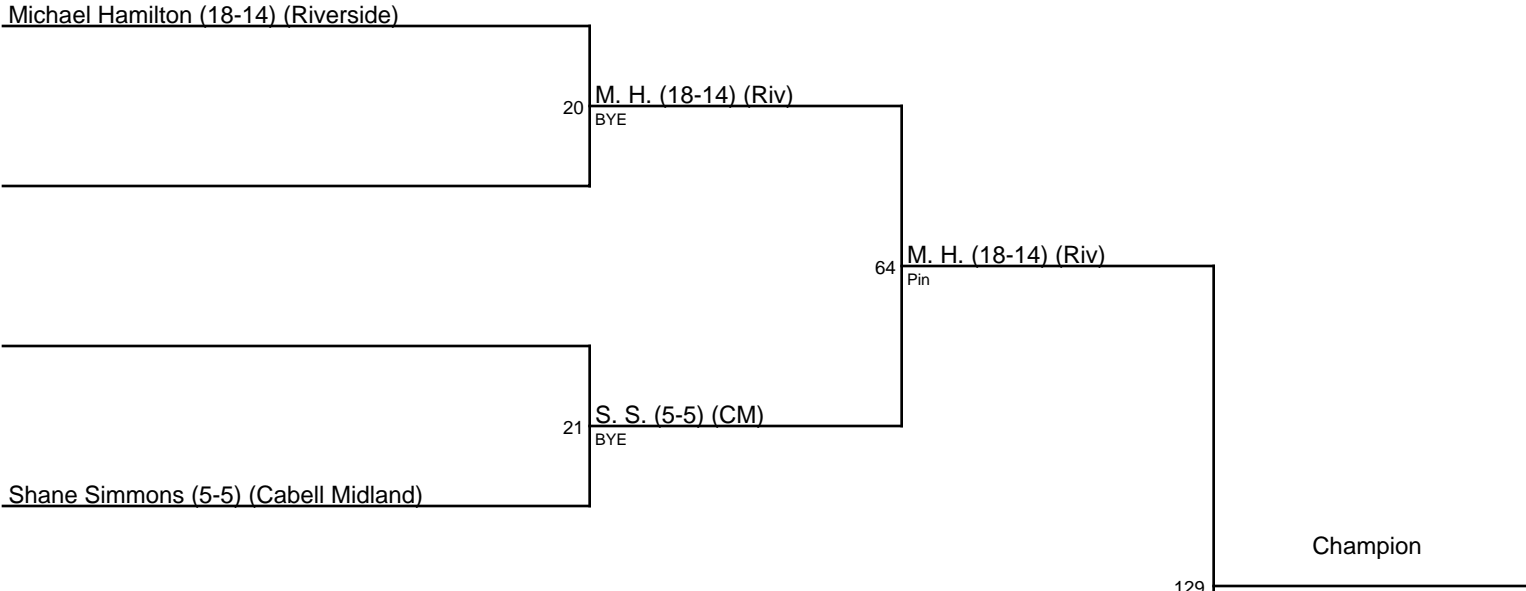 Michael Hamilton (18-14) (Riverside)
20
M. H. (18-14) (Riv)
BYE
64
M. H. (18-14) (Riv)
Pin
21
S. S. (5-5) (CM)
BYE
Shane Simmons (5-5) (Cabell Midland)
Champion
129